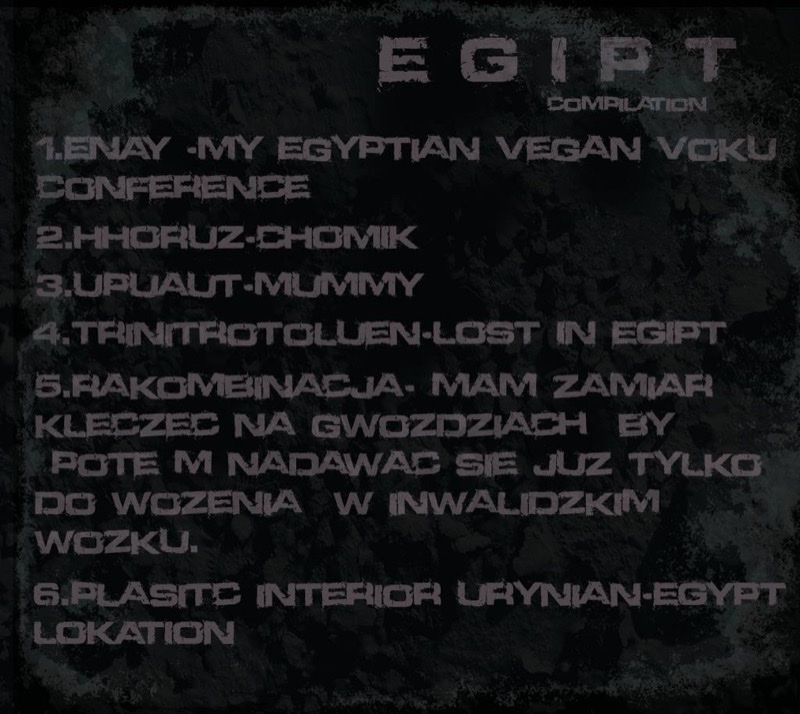 EGIPT
COMPILATION
1.ENAY -MY EGYPTIAN VEGAN VOKU
CONFERENCE
2.HHORUZ-CHOMIK
3.UPUAUT-MUMMY
4.TRINITROTOLUEN-LOST IN EGIPT
5.RAKOMBINACJA- MAM ZAMIAR
KLECZEC NA GWOZDZIACH BY
POTE M NADAWAC SIE JUZ TYLKO
DO WOZENIA W INWALIDZKIM
WOZKU.
6.PLASITC INTERIOR URYNIAN-EGYPT
LOKATION